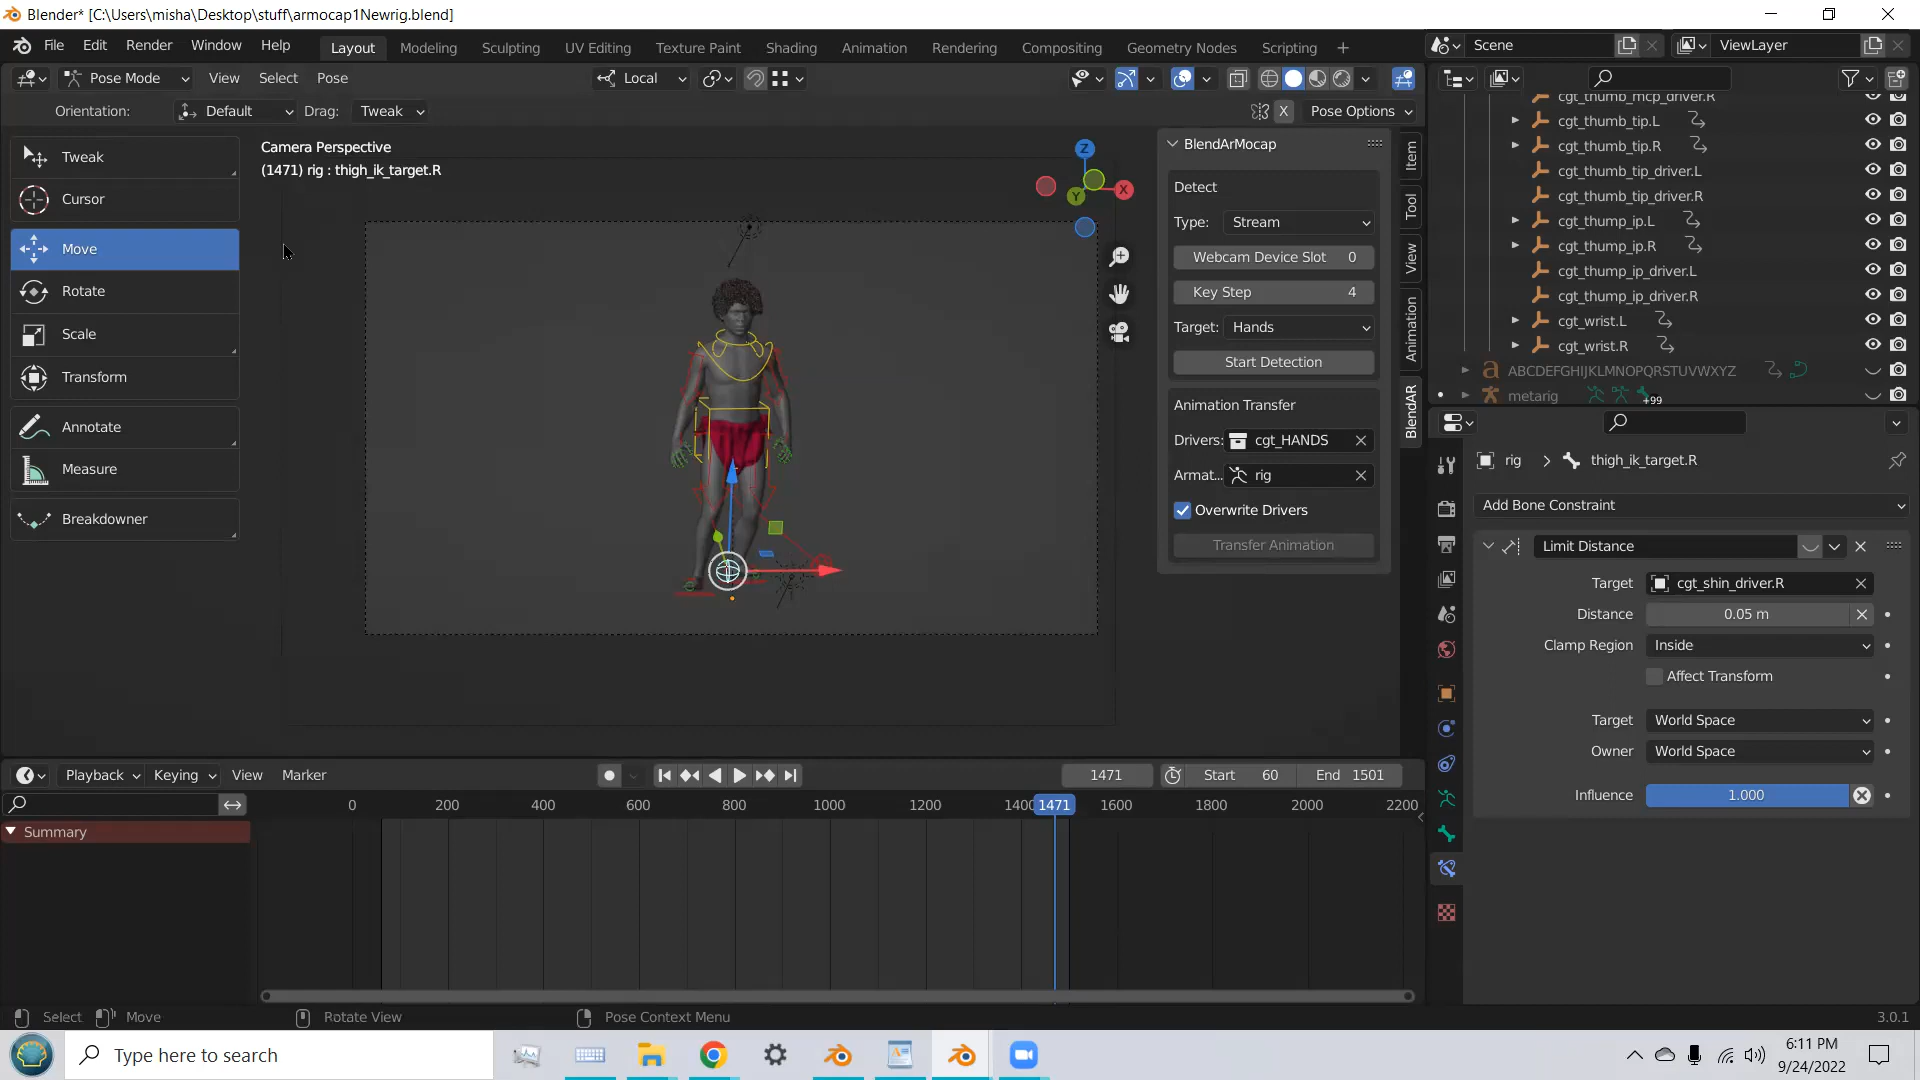 Blender* [C:\Users\misha\Desktop\stuff\armocap1Newrig.blend]
File Edit Render Window Help Layout Modeling Sculpting UV Editing Texture Paint Shading Animation Rendering Compositing Geometry Nodes Scripting + Scene ViewLayer
Pose Mode View Select Pose Local
Orientation: Default Drag: Tweak X Pose Options
Tweak
Cursor
Move
Rotate
Scale
Transform
Annotate
Measure
Breakdowner
Camera Perspective
(1471) rig : thigh_ik_target.R
Z
X
Y
BlendArMocap
Detect
Type: Stream
Webcam Device Slot 0
Key Step 4
Target: Hands
Start Detection
Animation Transfer
Drivers: cgt_HANDS
Armat... rig
Overwrite Drivers
Transfer Animation
Item
Tool
View
Animation
BlendAR
cgt_thumb_mcp_driver.R
cgt_thumb_tip.L
cgt_thumb_tip.R
cgt_thumb_tip_driver.L
cgt_thumb_tip_driver.R
cgt_thump_ip.L
cgt_thump_ip.R
cgt_thump_ip_driver.L
cgt_thump_ip_driver.R
cgt_wrist.L
cgt_wrist.R
ABCDEFGHIJKLMNOPQRSTUVWXYZ
metarig +99
rig > thigh_ik_target.R
Add Bone Constraint
Limit Distance
Target cgt_shin_driver.R
Distance 0.05 m
Clamp Region Inside
Affect Transform
Target World Space
Owner World Space
Influence 1.000
Playback Keying View Marker 1471 Start 60 End 1501
0 200 400 600 800 1000 1200 1400 1471 1600 1800 2000 2200
Summary
Select Move Rotate View Pose Context Menu 3.0.1
Type here to search
6:11 PM
9/24/2022